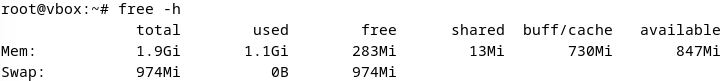 root@vbox:~# free -h
               total        used        free      shared  buff/cache   available
Mem:           1.9Gi       1.1Gi       283Mi        13Mi       730Mi       847Mi
Swap:          974Mi          0B       974Mi